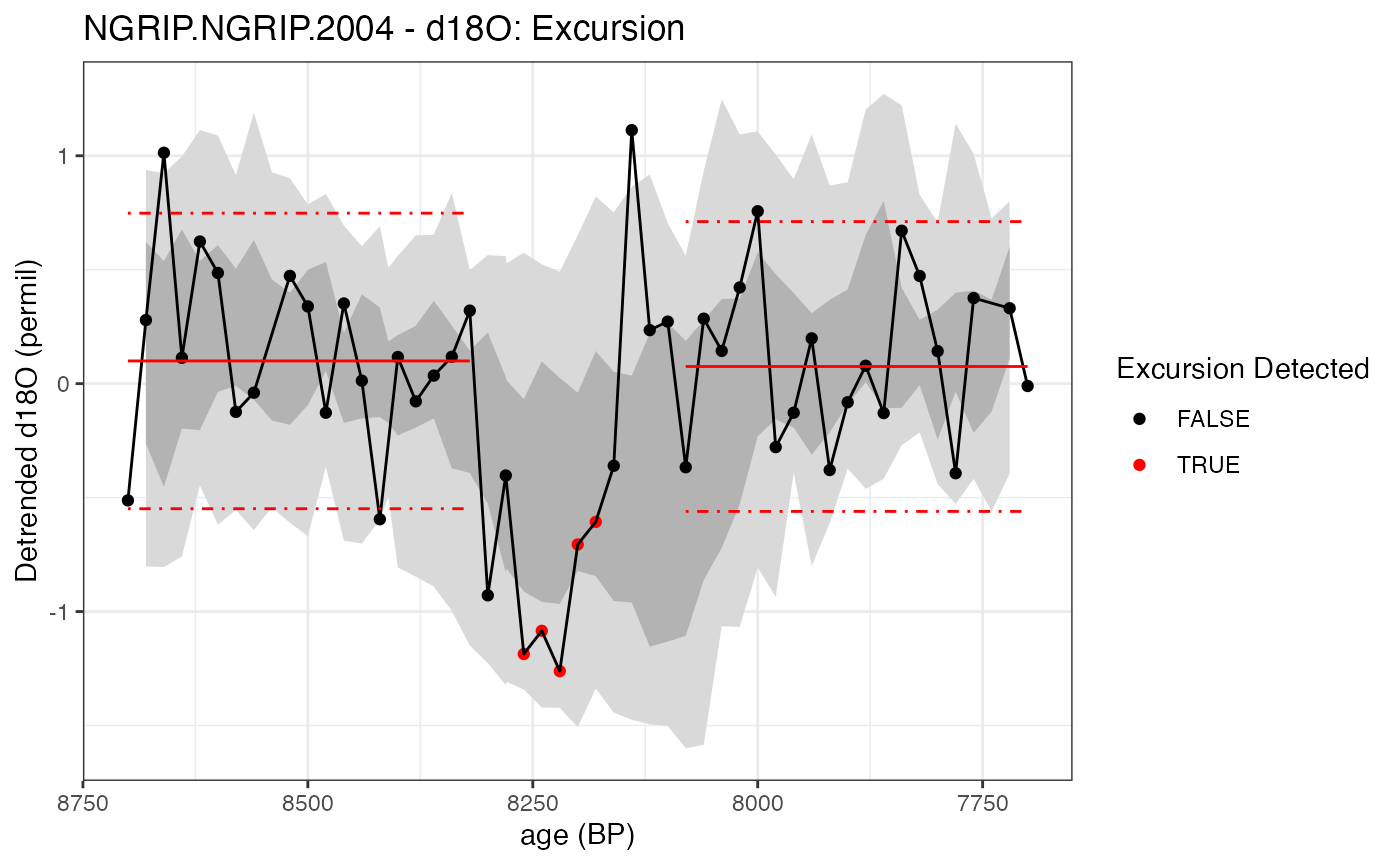 NGRIP.NGRIP.2004 - d18O: Excursion
Detrended d18O (permil)
1
0
-1
8750
8500
8250
8000
7750
age (BP)
Excursion Detected
FALSE
TRUE